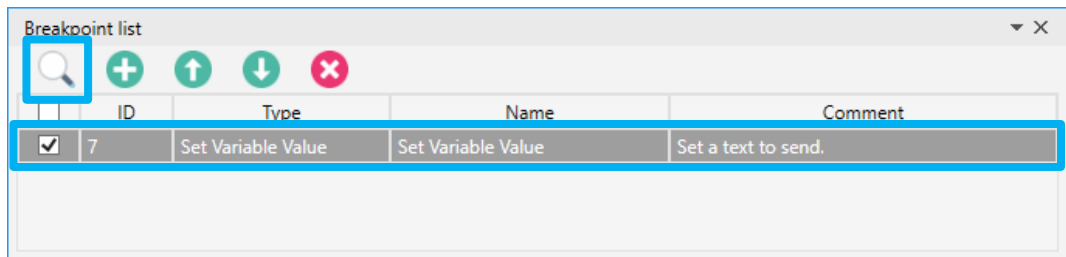 Breakpoint list
ID Type Name Comment
7 Set Variable Value Set Variable Value Set a text to send.